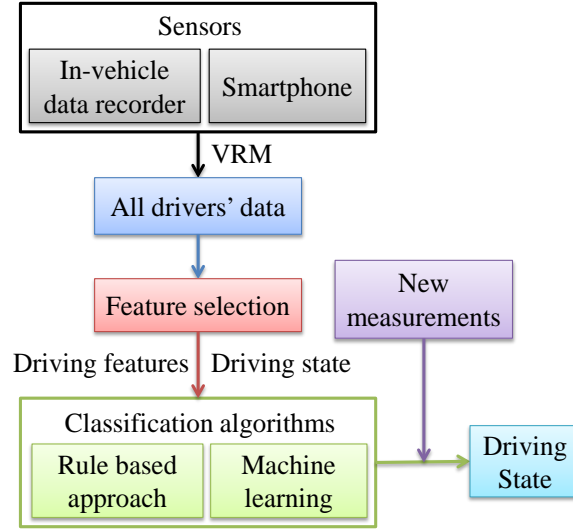 Sensors
In-vehicle
data recorder
Smartphone
VRM
All drivers' data
Feature selection
New
measurements
Driving features
Driving state
Classification algorithms
Rule based
approach
Machine
learning
Driving
State